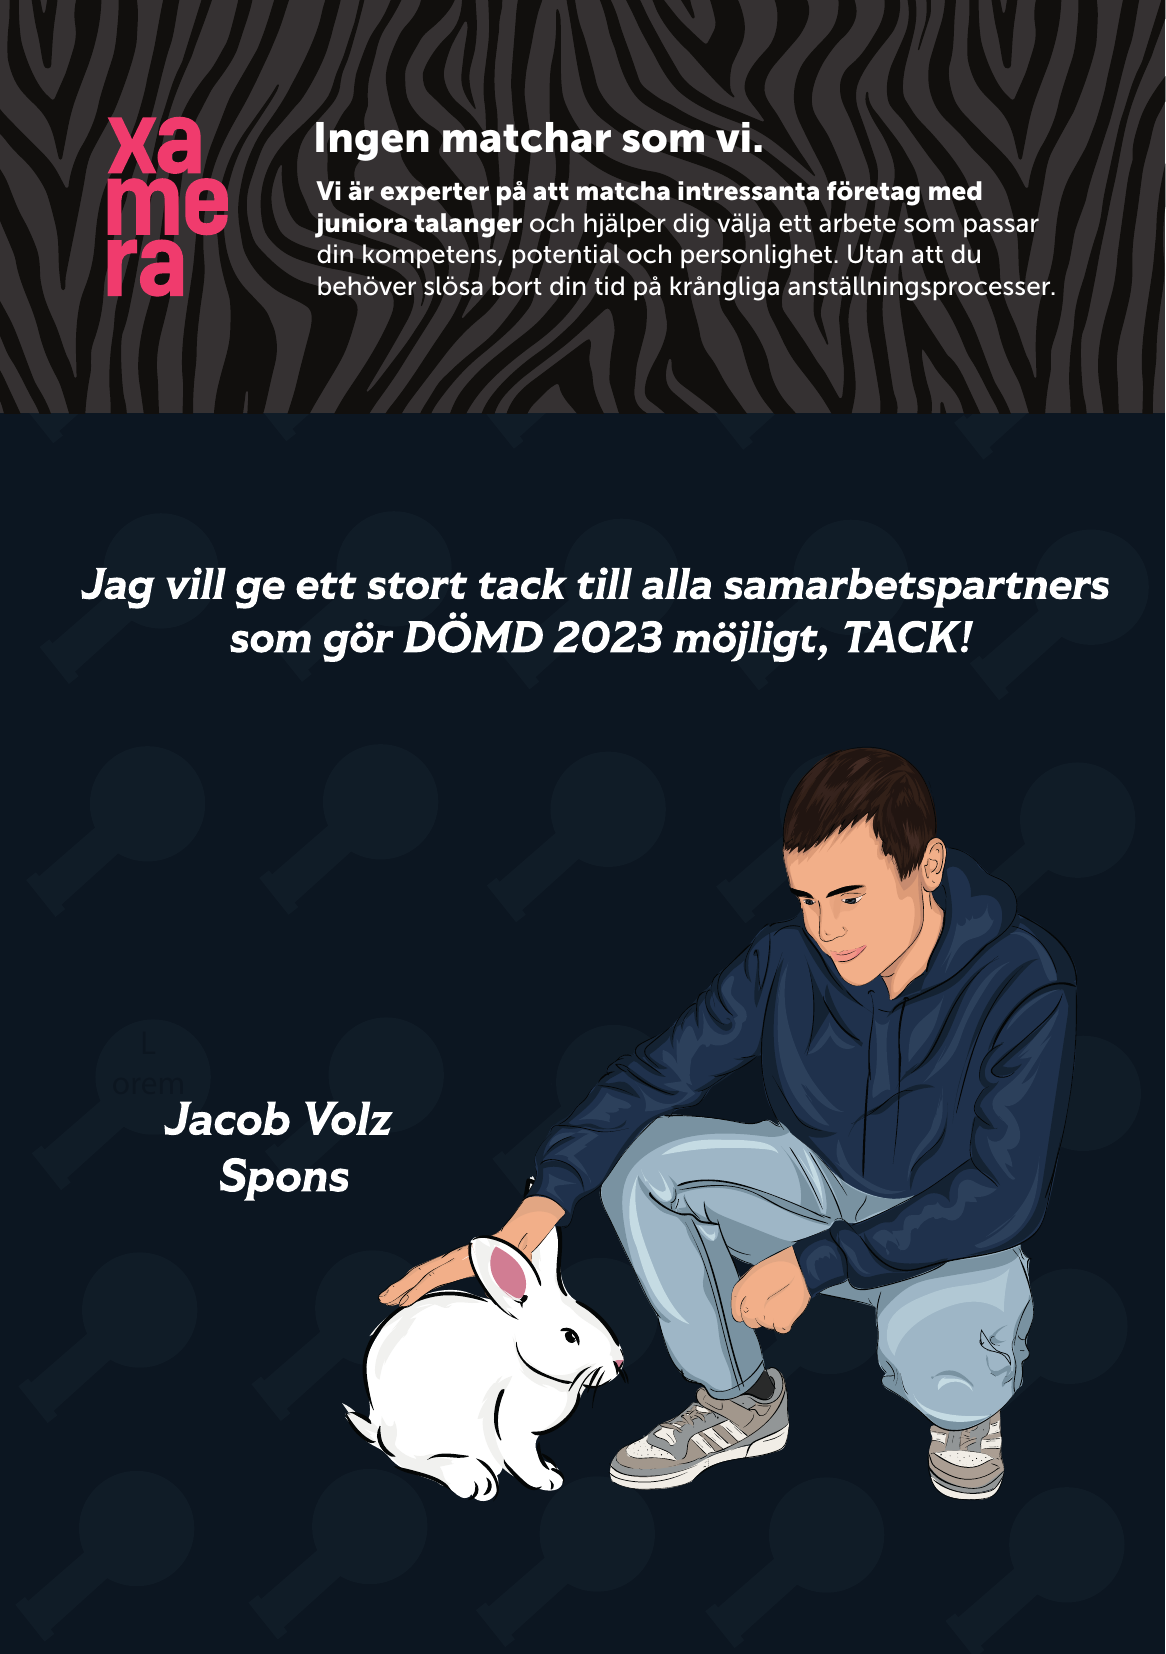 xa
me
ra
Ingen matchar som vi.
Vi är experter på att matcha intressanta företag med
juniora talanger och hjälper dig välja ett arbete som passar
din kompetens, potential och personlighet. Utan att du
behöver slösa bort din tid på krångliga anställningsprocesser.
Jag vill ge ett stort tack till alla samarbetspartners
som gör DÖMD 2023 möjligt, TACK!
L
orem
Jacob Volz
Spons